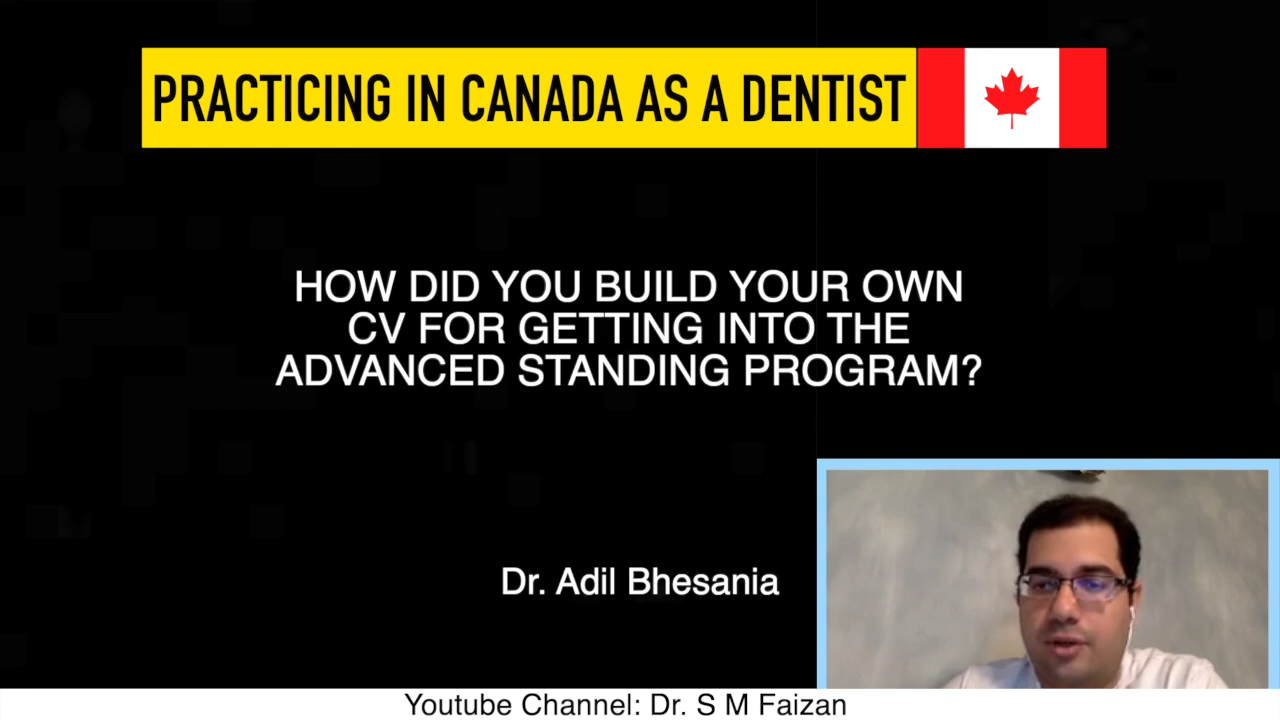 PRACTICING IN CANADA AS A DENTIST
HOW DID YOU BUILD YOUR OWN
CV FOR GETTING INTO THE
ADVANCED STANDING PROGRAM?
Dr. Adil Bhesania
Youtube Channel: Dr. S M Faizan